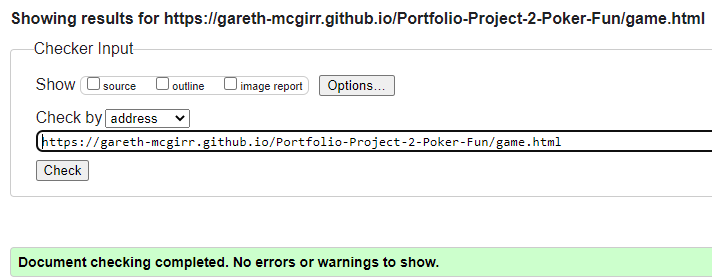 Showing results for https://gareth-mcgirr.github.io/Portfolio-Project-2-Poker-Fun/game.html
Checker Input
Show source outline image report Options...
Check by address
https://gareth-mcgirr.github.io/Portfolio-Project-2-Poker-Fun/game.html
Check
Document checking completed. No errors or warnings to show.